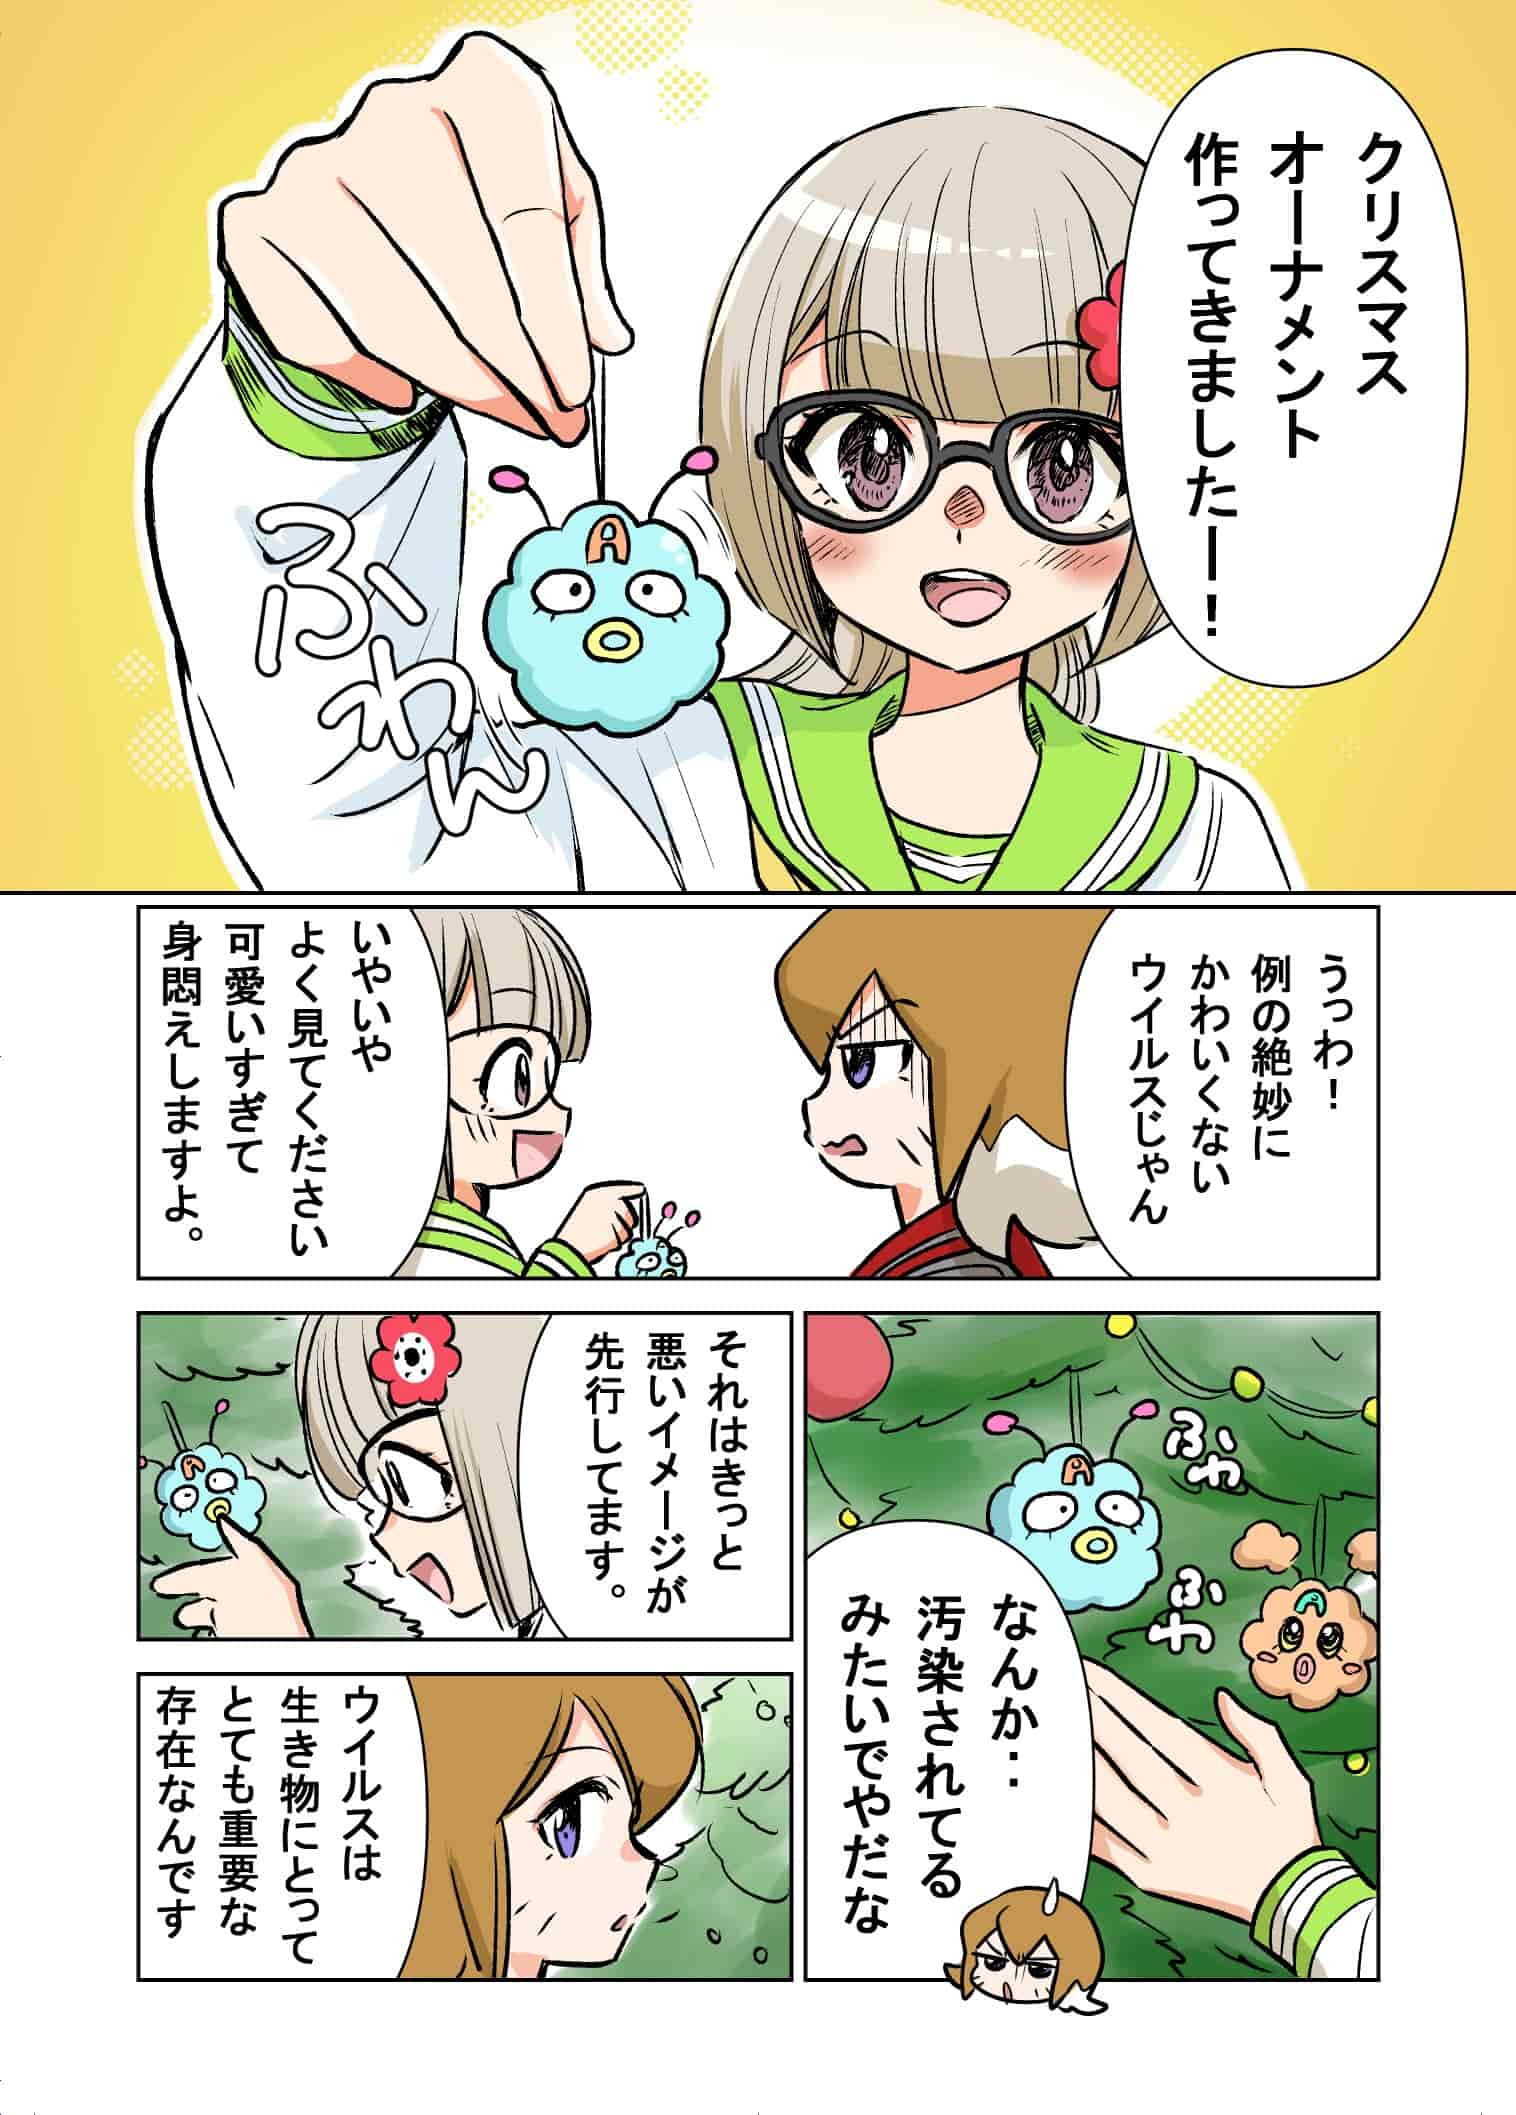 クリスマス
オーナメント
作ってきましたー！
A
ふわん
うっわ！
例の絶妙に
かわいくない
ウイルスじゃん
いやいや
よく見てください
可愛いすぎて
身悶えしますよ。
ふわ
ふわ
A
A
なんか‥
汚染されてる
みたいでやだな
それはきっと
悪いイメージが
先行してます。
A
ウイルスは
生き物にとって
とても重要な
存在なんです